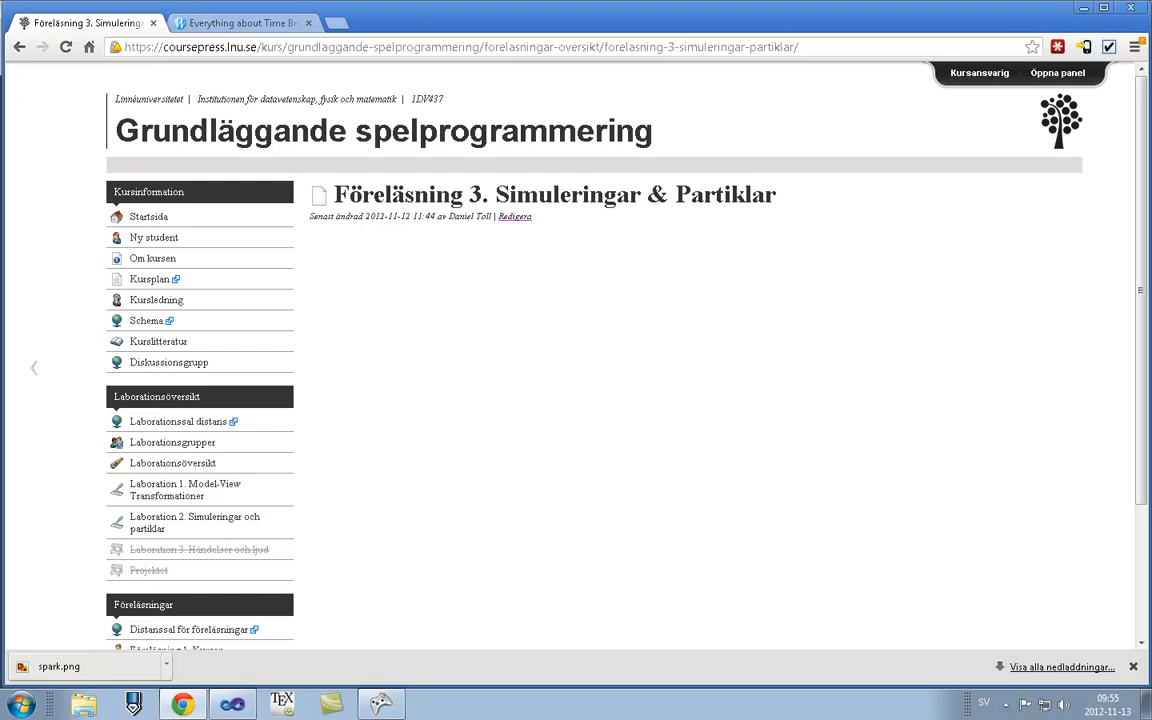 Föreläsning 3. Simulering
Everything about Time Br
https://coursepress.lnu.se/kurs/grundlaggande-spelprogrammering/forelasningar-oversikt/forelasning-3-simuleringar-partiklar/
Kursansvarig
Öppna panel
Linnéuniversitetet | Institutionen för datavetenskap, fysik och matematik | 1DV437
Grundläggande spelprogrammering
Kursinformation
Startsida
Ny student
Om kursen
Kursplan
Kursledning
Schema
Kurslitteratur
Diskussionsgrupp
Laborationsöversikt
Laborationssal distans
Laborationsgrupper
Laborationsöversikt
Laboration 1. Model-View
Transformationer
Laboration 2. Simuleringar och
partiklar
Laboration 3. Händelser och ljud
Projektet
Föreläsningar
Distanssal för föreläsningar
Föreläsning 3. Simuleringar & Partiklar
Senast ändrad 2012-11-12 11:44 av Daniel Toll | Redigera
spark.png
Visa alla nedladdningar...
SV
09:55
2012-11-13